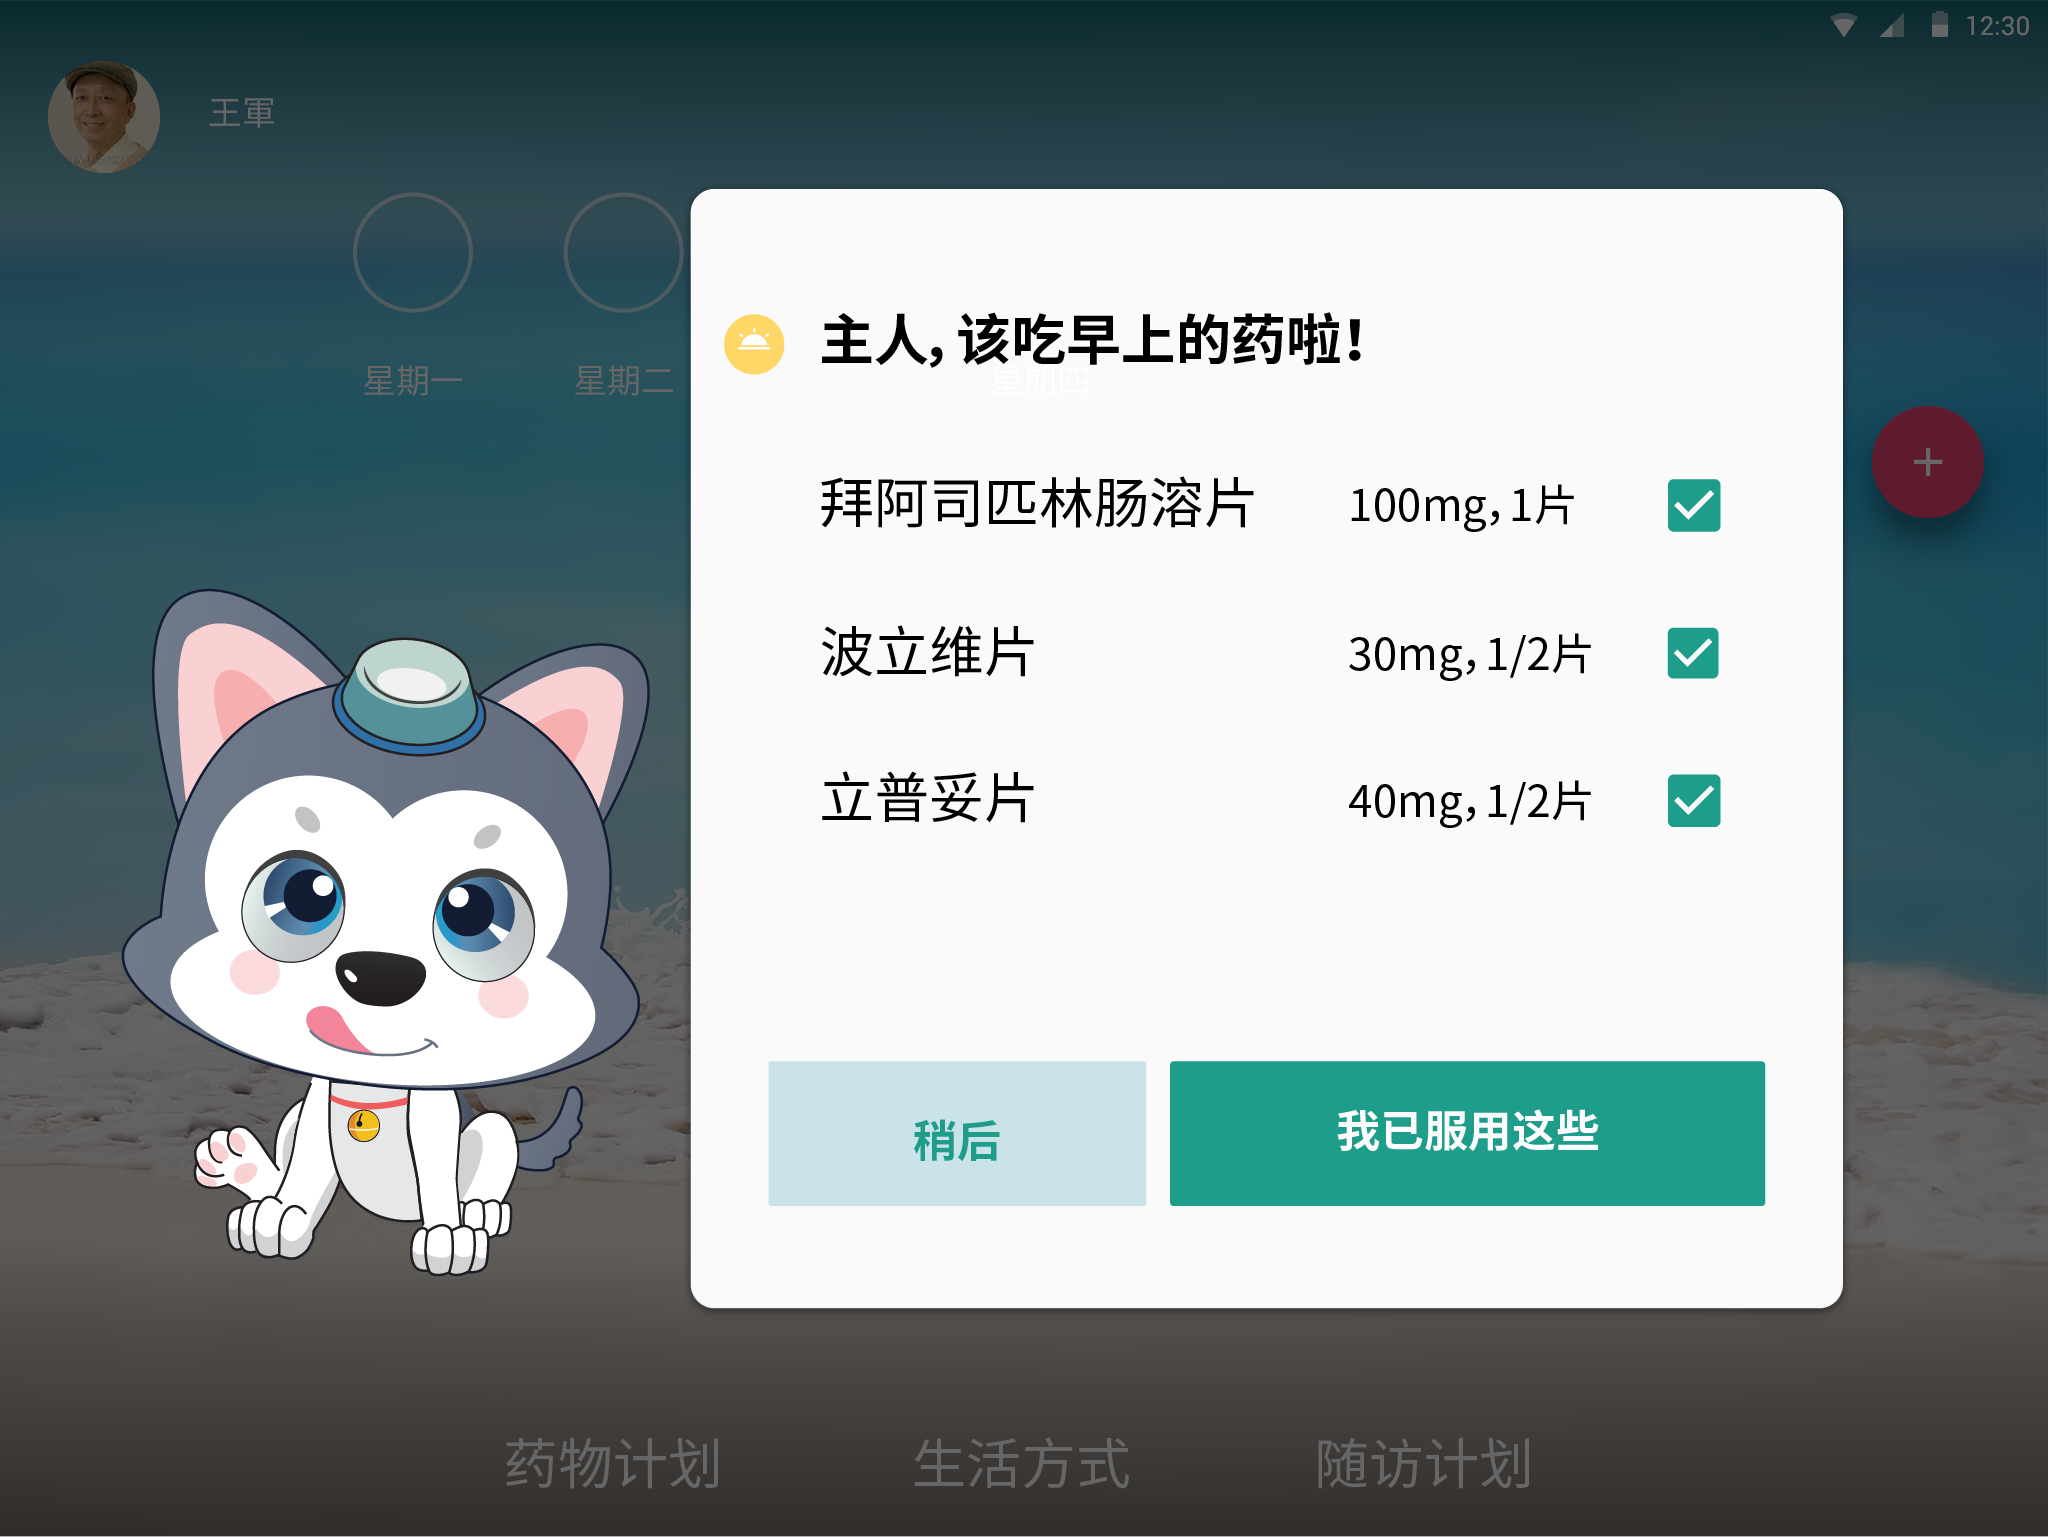 12:30
王軍
星期一
星期二
星期四
主人，该吃早上的药啦！
拜阿司匹林肠溶片 100mg，1片
波立维片 30mg，1/2片
立普妥片 40mg，1/2片
稍后
我已服用这些
药物计划
生活方式
随访计划